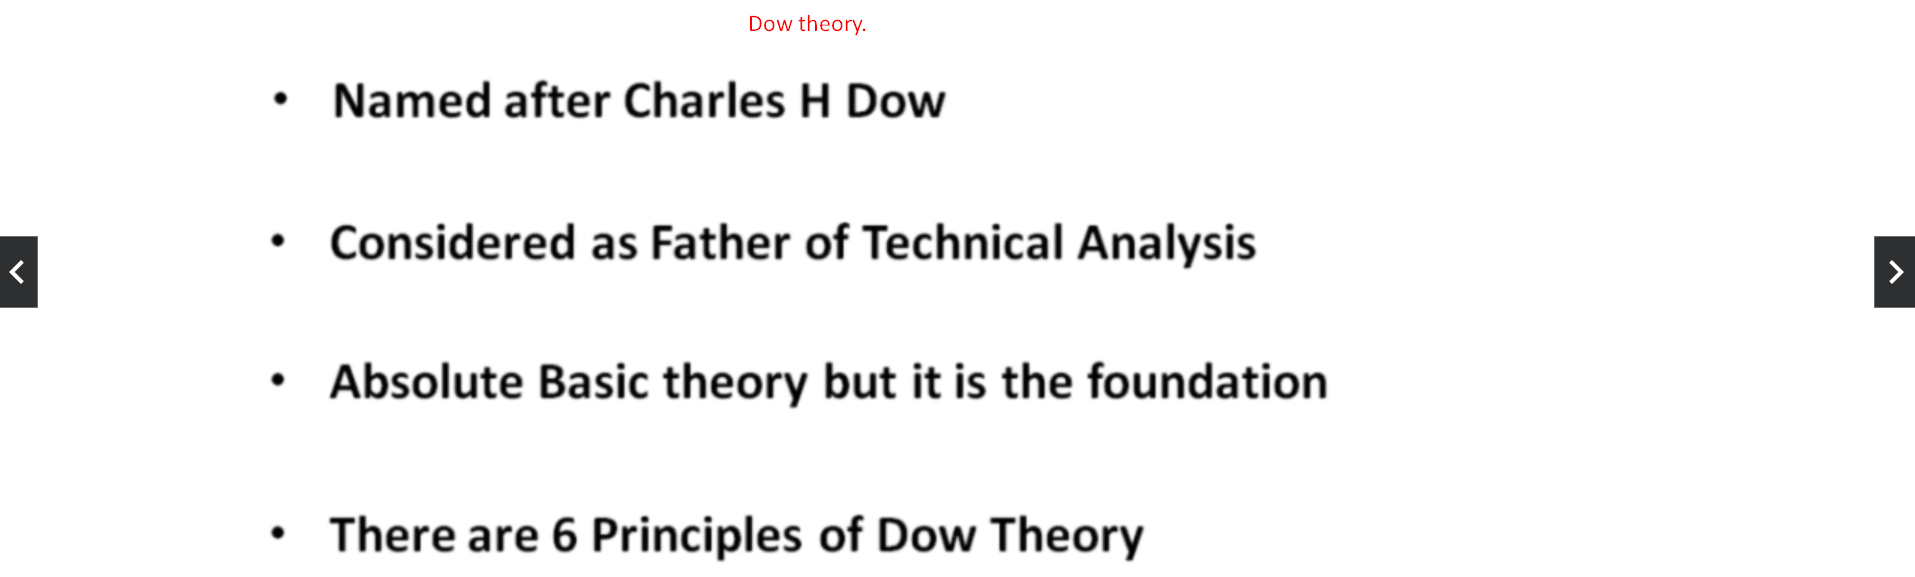 Dow theory.
• Named after Charles H Dow
• Considered as Father of Technical Analysis
• Absolute Basic theory but it is the foundation
• There are 6 Principles of Dow Theory